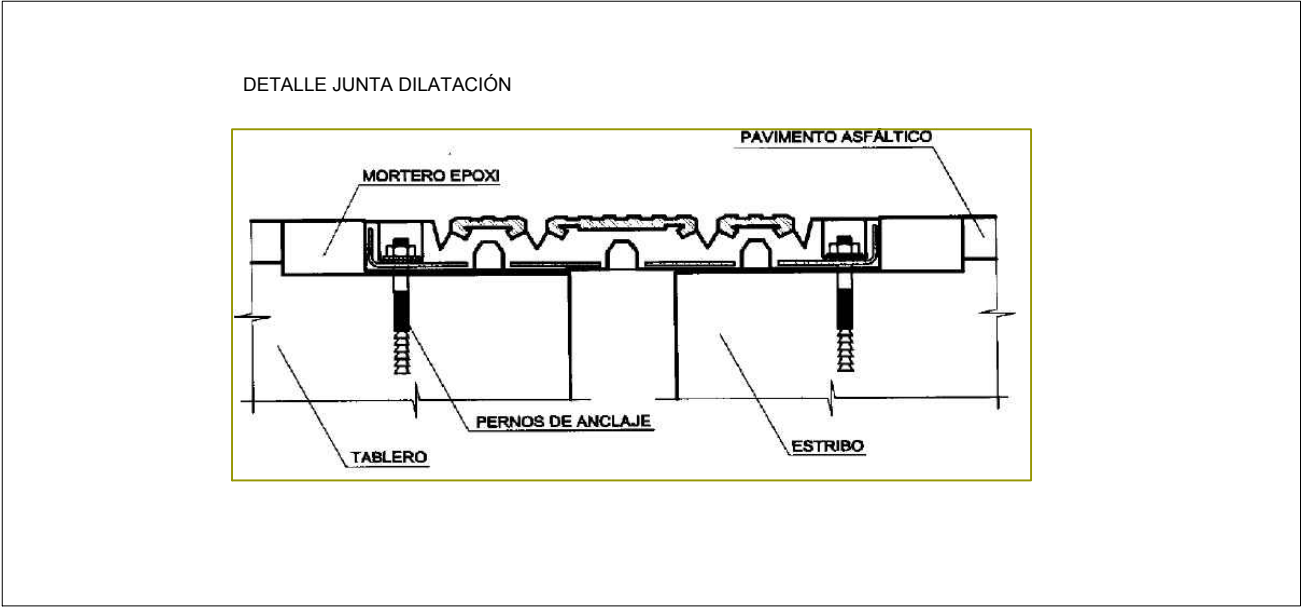 DETALLE JUNTA DILATACIÓN
PAVIMENTO ASFÁLTICO
MORTERO EPOXI
PERNOS DE ANCLAJE
ESTRIBO
TABLERO